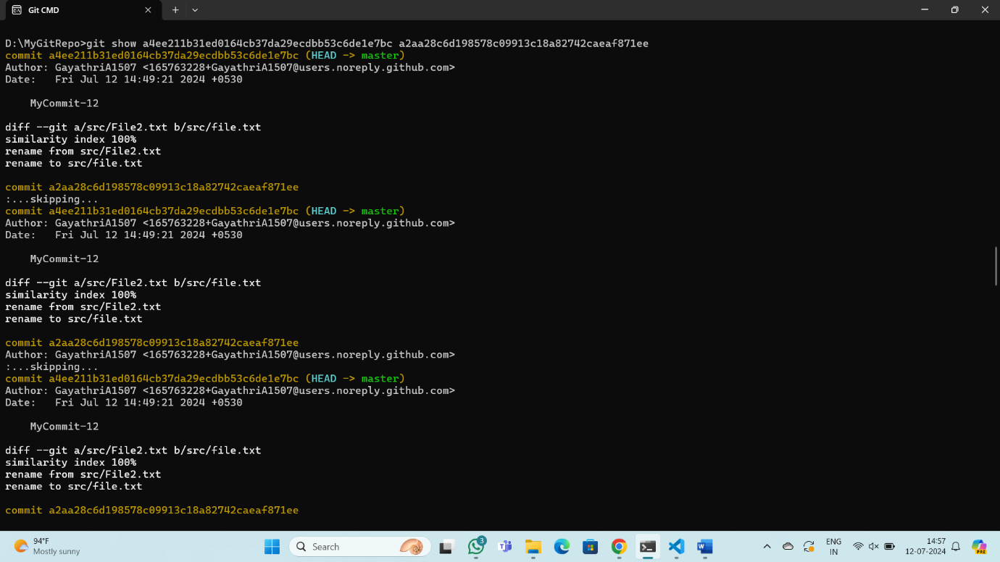 Git CMD
D:\MyGitRepo>git show a4ee211b31ed0164cb37da29ecdbb53c6de1e7bc a2aa28c6d198578c09913c18a82742caeaf871ee
commit a4ee211b31ed0164cb37da29ecdbb53c6de1e7bc (HEAD -> master)
Author: GayathriA1507 <165763228+GayathriA1507@users.noreply.github.com>
Date:   Fri Jul 12 14:49:21 2024 +0530
    MyCommit-12
diff --git a/src/File2.txt b/src/file.txt
similarity index 100%
rename from src/File2.txt
rename to src/file.txt
commit a2aa28c6d198578c09913c18a82742caeaf871ee
:...skipping...
commit a4ee211b31ed0164cb37da29ecdbb53c6de1e7bc (HEAD -> master)
Author: GayathriA1507 <165763228+GayathriA1507@users.noreply.github.com>
Date:   Fri Jul 12 14:49:21 2024 +0530
    MyCommit-12
diff --git a/src/File2.txt b/src/file.txt
similarity index 100%
rename from src/File2.txt
rename to src/file.txt
commit a2aa28c6d198578c09913c18a82742caeaf871ee
Author: GayathriA1507 <165763228+GayathriA1507@users.noreply.github.com>
:...skipping...
commit a4ee211b31ed0164cb37da29ecdbb53c6de1e7bc (HEAD -> master)
Author: GayathriA1507 <165763228+GayathriA1507@users.noreply.github.com>
Date:   Fri Jul 12 14:49:21 2024 +0530
    MyCommit-12
diff --git a/src/File2.txt b/src/file.txt
similarity index 100%
rename from src/File2.txt
rename to src/file.txt
commit a2aa28c6d198578c09913c18a82742caeaf871ee
94°F
Mostly sunny
Search
3
ENG
IN
14:57
12-07-2024
PRE